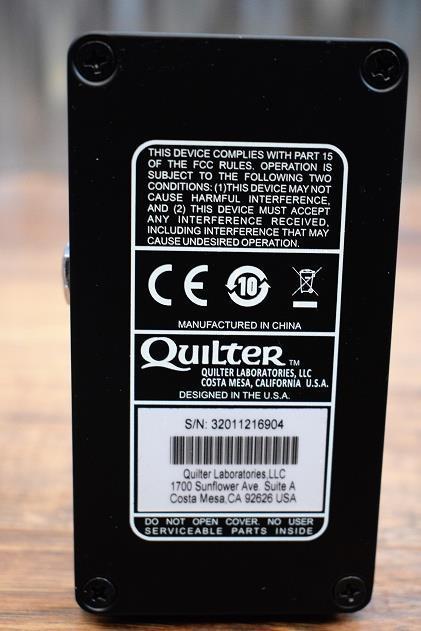 THIS DEVICE COMPLIES WITH PART 15
OF THE FCC RULES. OPERATION IS
SUBJECT TO THE FOLLOWING TWO
CONDITIONS: (1)THIS DEVICE MAY NOT
CAUSE HARMFUL INTERFERENCE,
AND (2) THIS DEVICE MUST ACCEPT
ANY INTERFERENCE RECEIVED,
INCLUDING INTERFERENCE THAT MAY
CAUSE UNDESIRED OPERATION.
CE 10
MANUFACTURED IN CHINA
QUILTER TM
QUILTER LABORATORIES, LLC
COSTA MESA, CALIFORNIA U.S.A.
DESIGNED IN THE U.S.A.
S/N: 32011216904
Quilter Laboratories,LLC
1700 Sunflower Ave. Suite A
Costa Mesa,CA 92626 USA
DO NOT OPEN COVER. NO USER
SERVICEABLE PARTS INSIDE